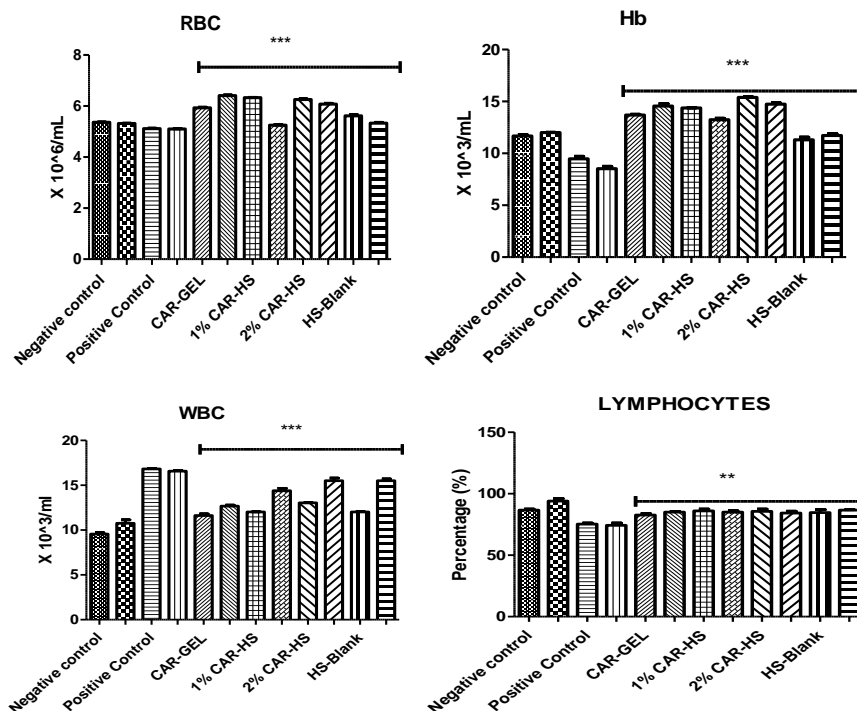 RBC
***
X 10^6/mL
8
6
4
2
0
Negative control
Positive Control
CAR-GEL
1% CAR-HS
2% CAR-HS
HS-Blank
Hb
***
X 10^3/mL
20
15
10
5
0
Negative control
Positive Control
CAR-GEL
1% CAR-HS
2% CAR-HS
HS-Blank
WBC
***
X 10^3/ml
20
15
10
5
0
Negative control
Positive Control
CAR-GEL
1% CAR-HS
2% CAR-HS
HS-Blank
LYMPHOCYTES
**
Percentage (%)
150
100
50
0
Negative control
Positive Control
CAR-GEL
1% CAR-HS
2% CAR-HS
HS-Blank